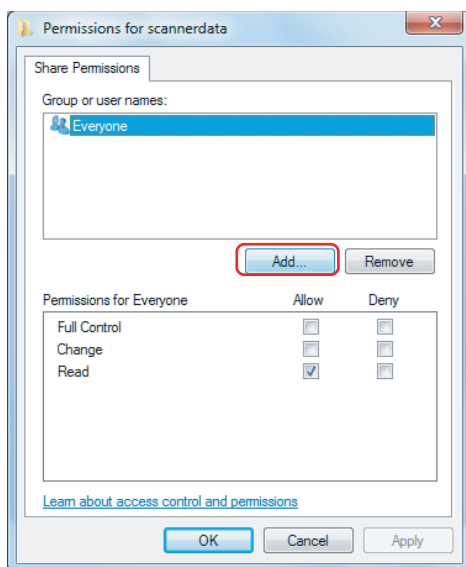 Permissions for scannerdata
Share Permissions
Group or user names:
Everyone
Add... Remove
Permissions for Everyone Allow Deny
Full Control
Change
Read
Learn about access control and permissions
OK Cancel Apply